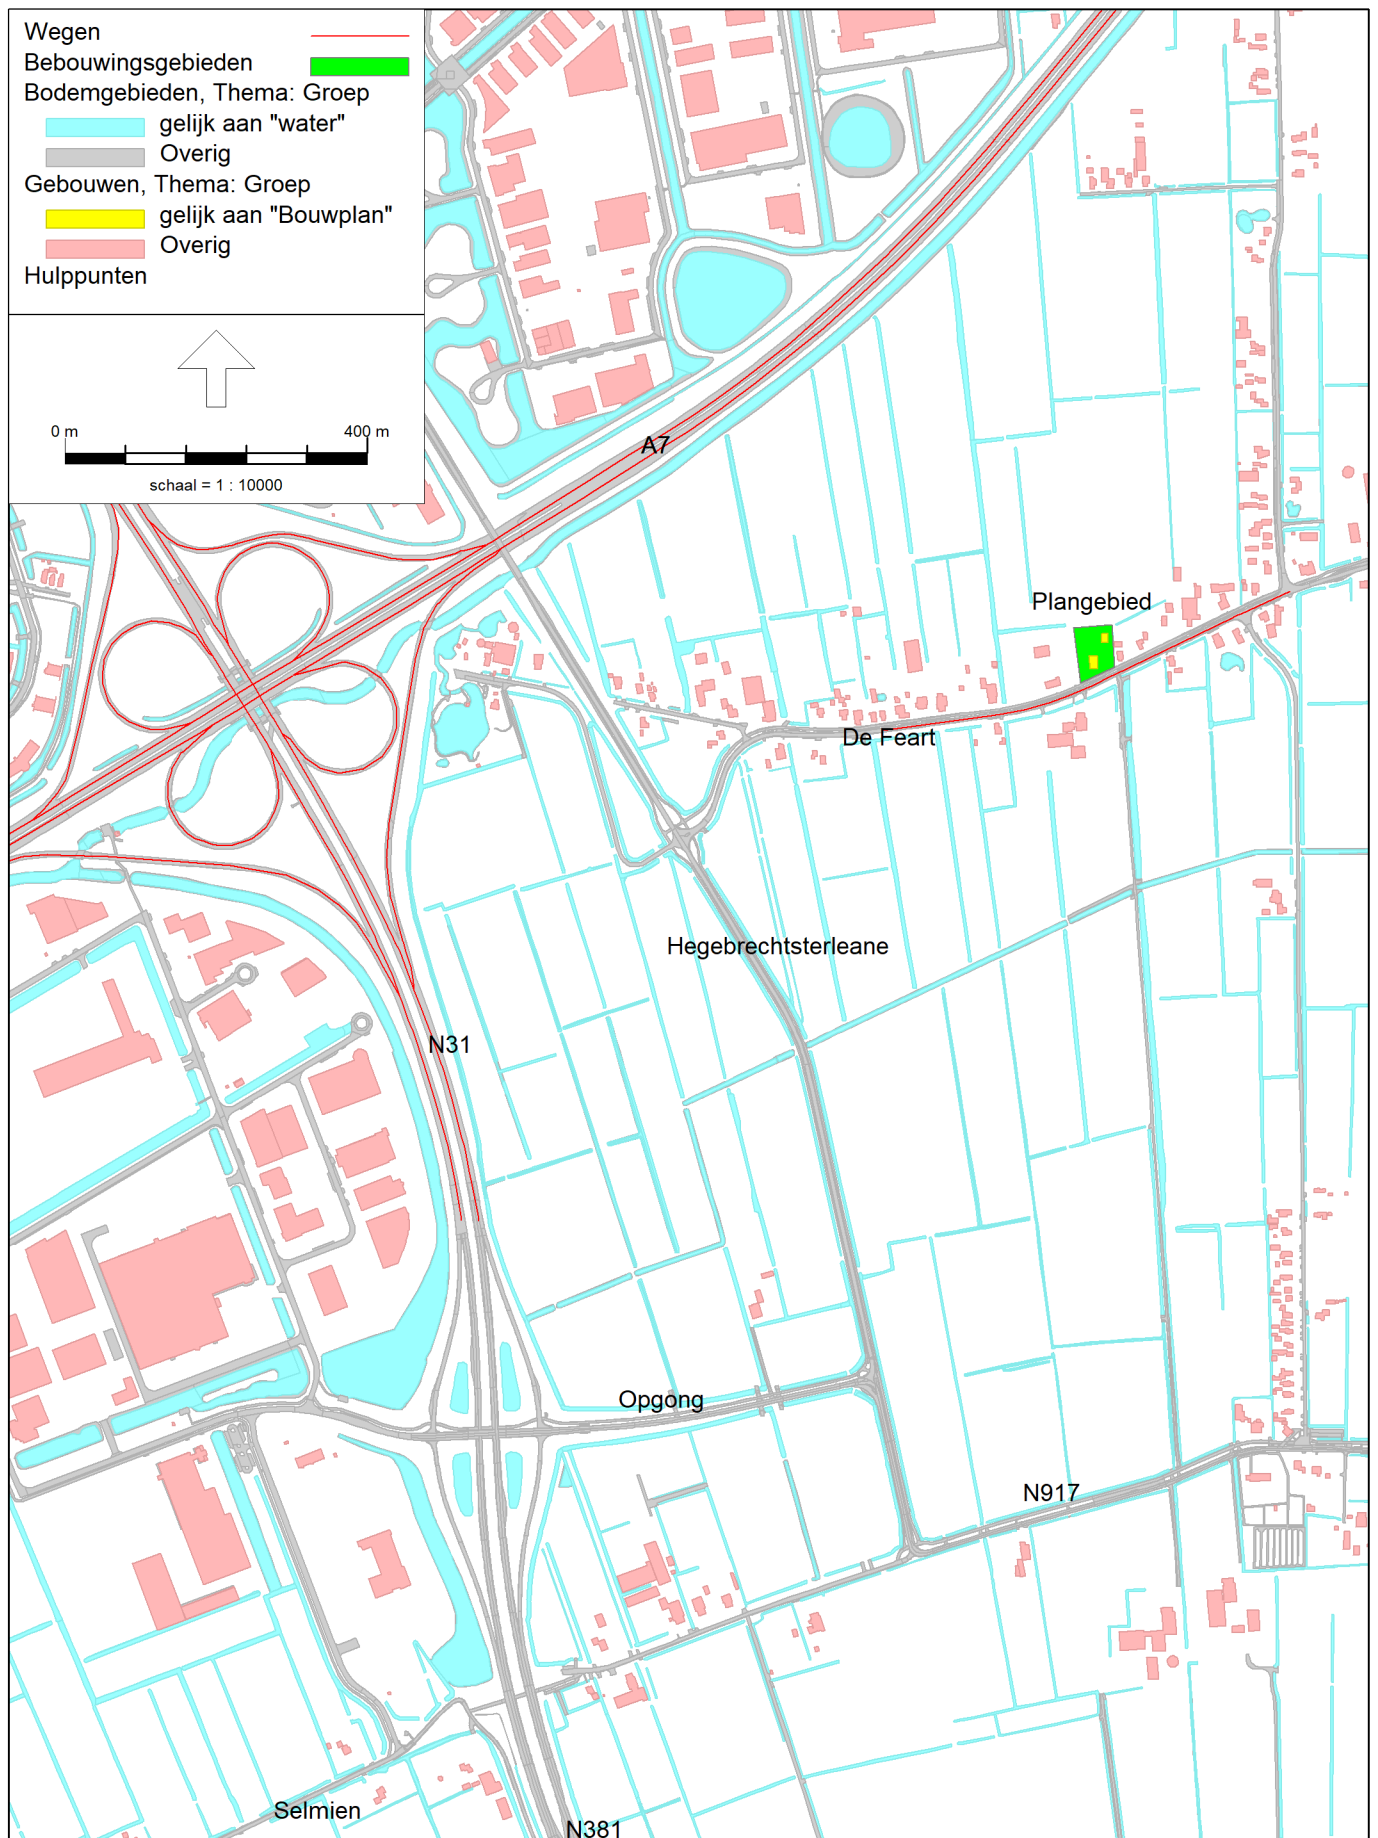 Wegen
Bebouwingsgebieden
Bodemgebieden, Thema: Groep
gelijk aan "water"
Overig
Gebouwen, Thema: Groep
gelijk aan "Bouwplan"
Overig
Hulppunten
0 m 400 m
schaal = 1 : 10000
A7
Plangebied
De Feart
Hegebrechtsterleane
N31
Opgong
N917
Selmien
N381